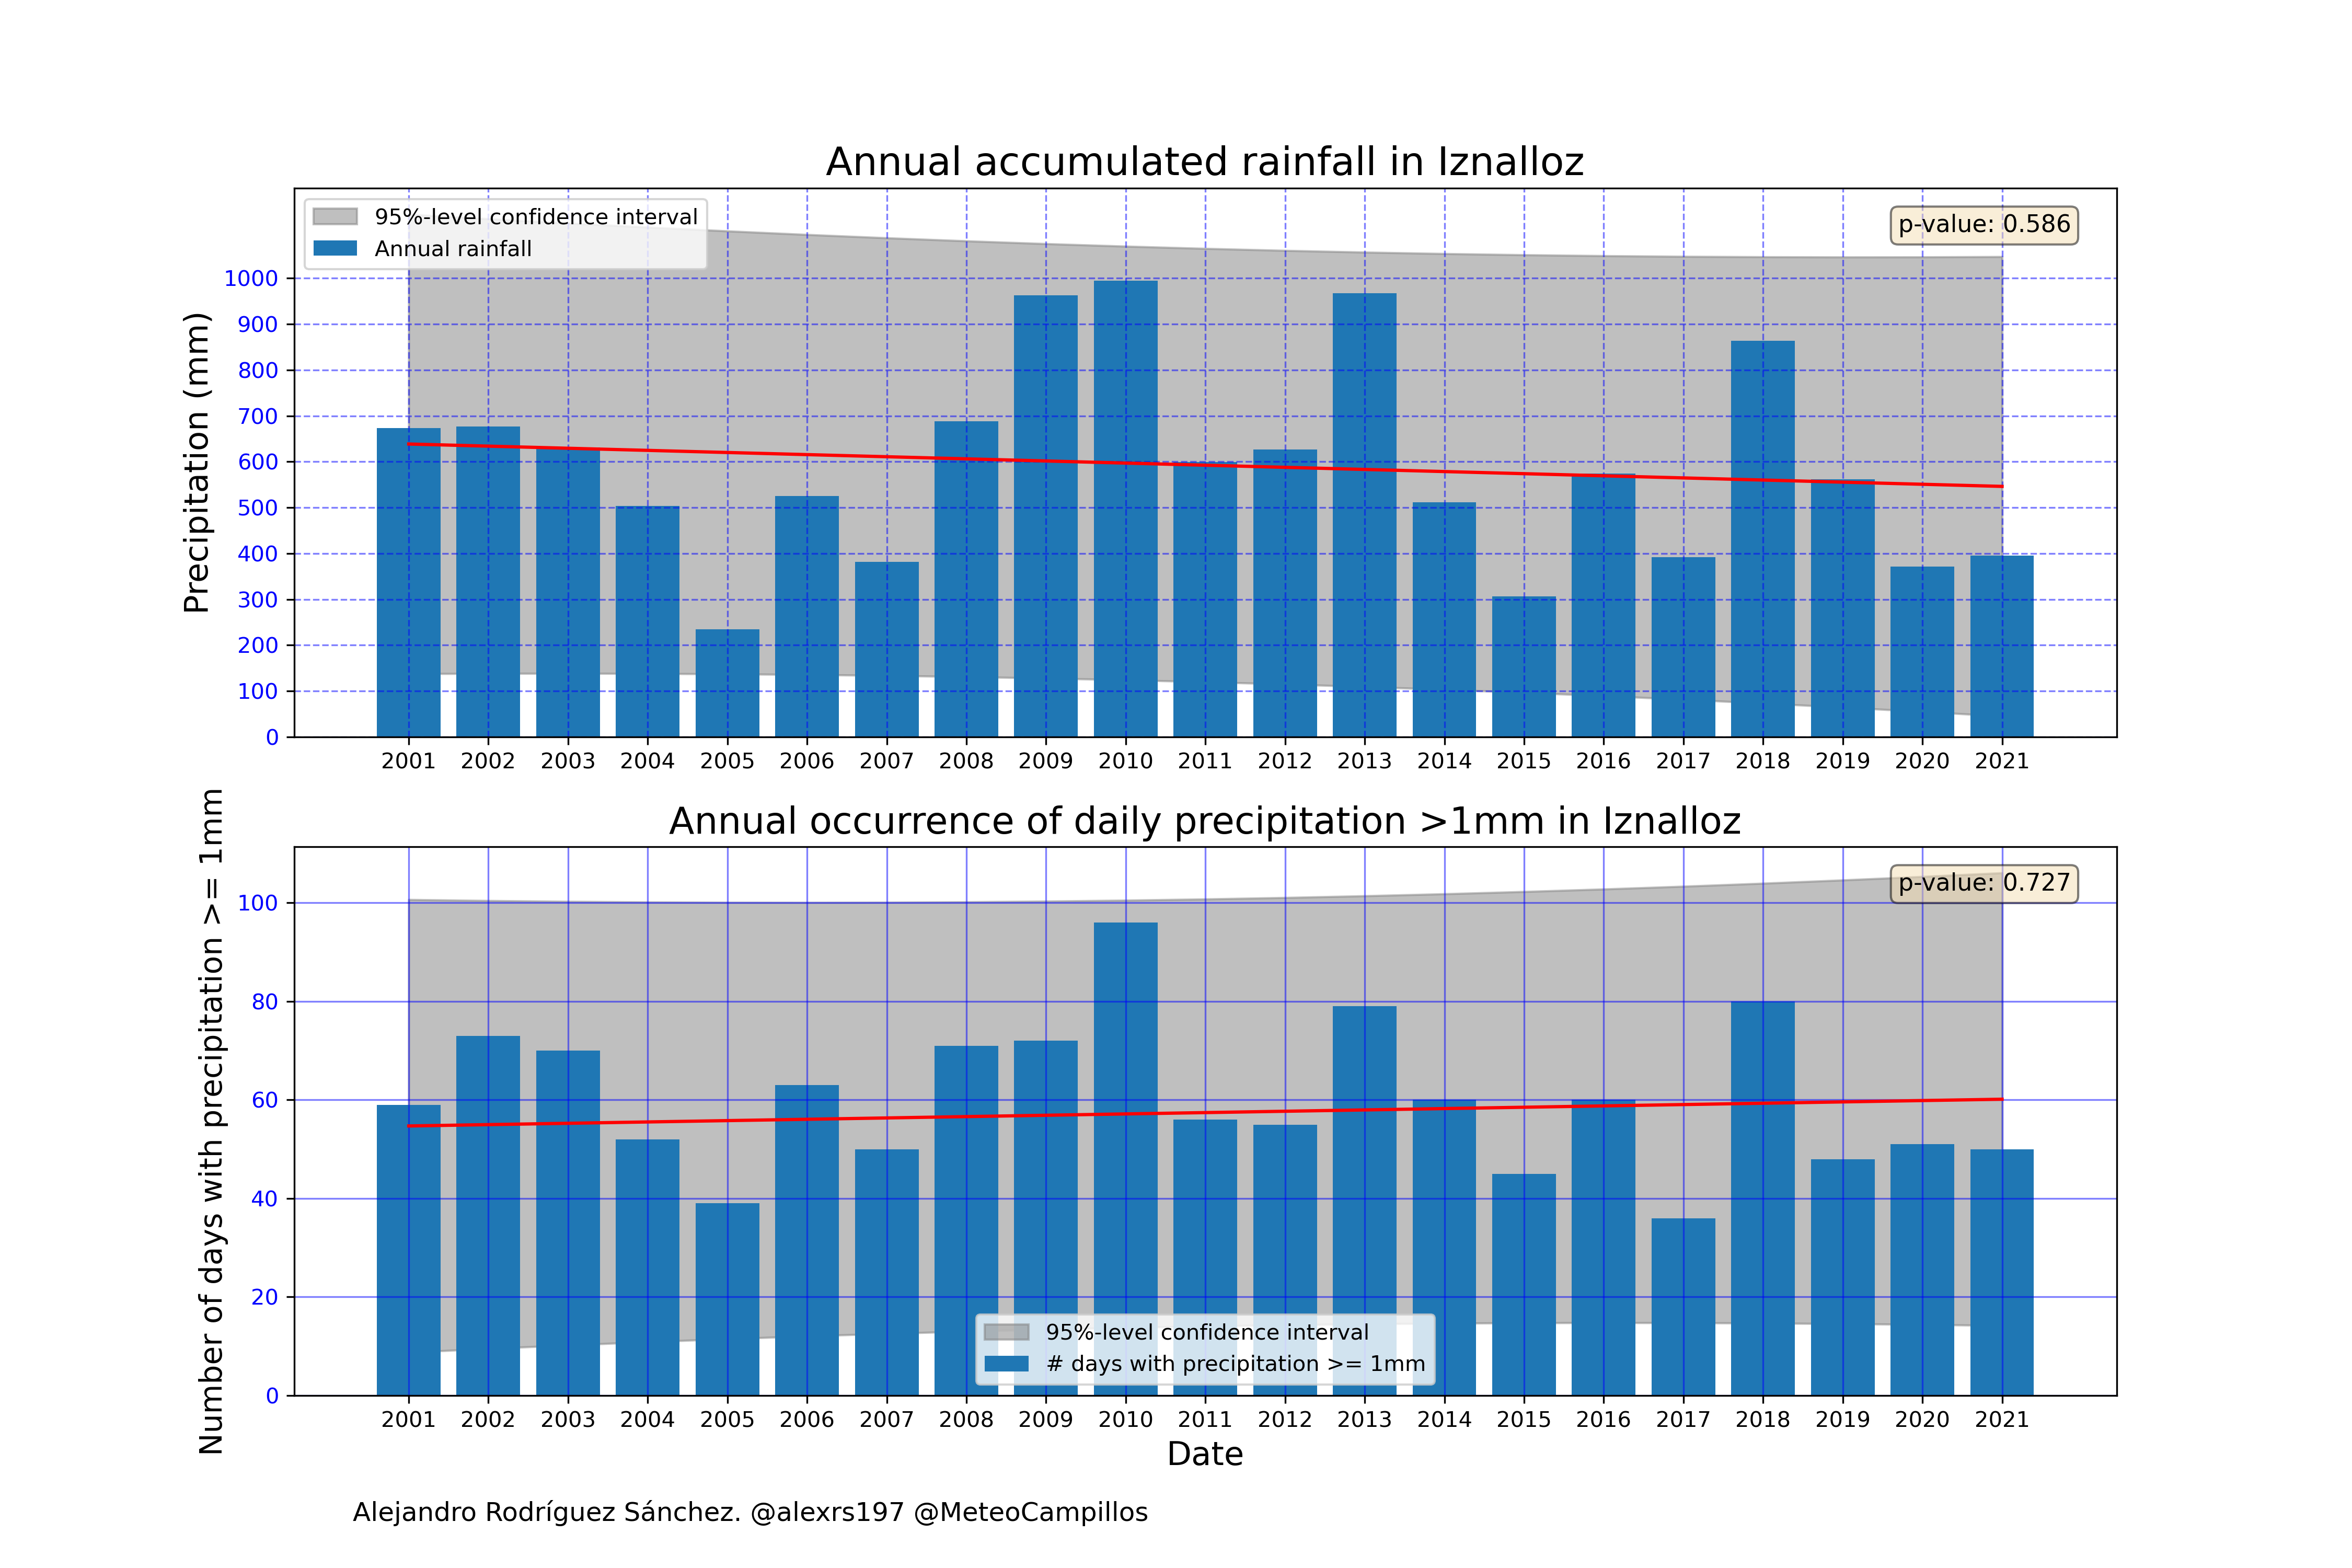 Annual accumulated rainfall in Iznalloz
95%-level confidence interval
Annual rainfall
p-value: 0.586
Precipitation (mm)
1000
900
800
700
600
500
400
300
200
100
0
2001 2002 2003 2004 2005 2006 2007 2008 2009 2010 2011 2012 2013 2014 2015 2016 2017 2018 2019 2020 2021
Annual occurrence of daily precipitation >1mm in Iznalloz
p-value: 0.727
Number of days with precipitation >= 1mm
100
80
60
40
20
0
95%-level confidence interval
# days with precipitation >= 1mm
2001 2002 2003 2004 2005 2006 2007 2008 2009 2010 2011 2012 2013 2014 2015 2016 2017 2018 2019 2020 2021
Date
Alejandro Rodríguez Sánchez. @alexrs197 @MeteoCampillos